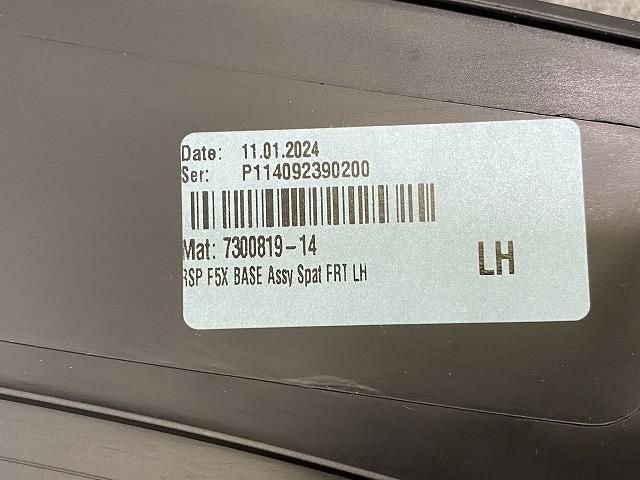 Date: 11.01.2024
Ser: P114092390200
Mat: 7300819-14
RSP F5X BASE Assy Spat FRT LH
LH